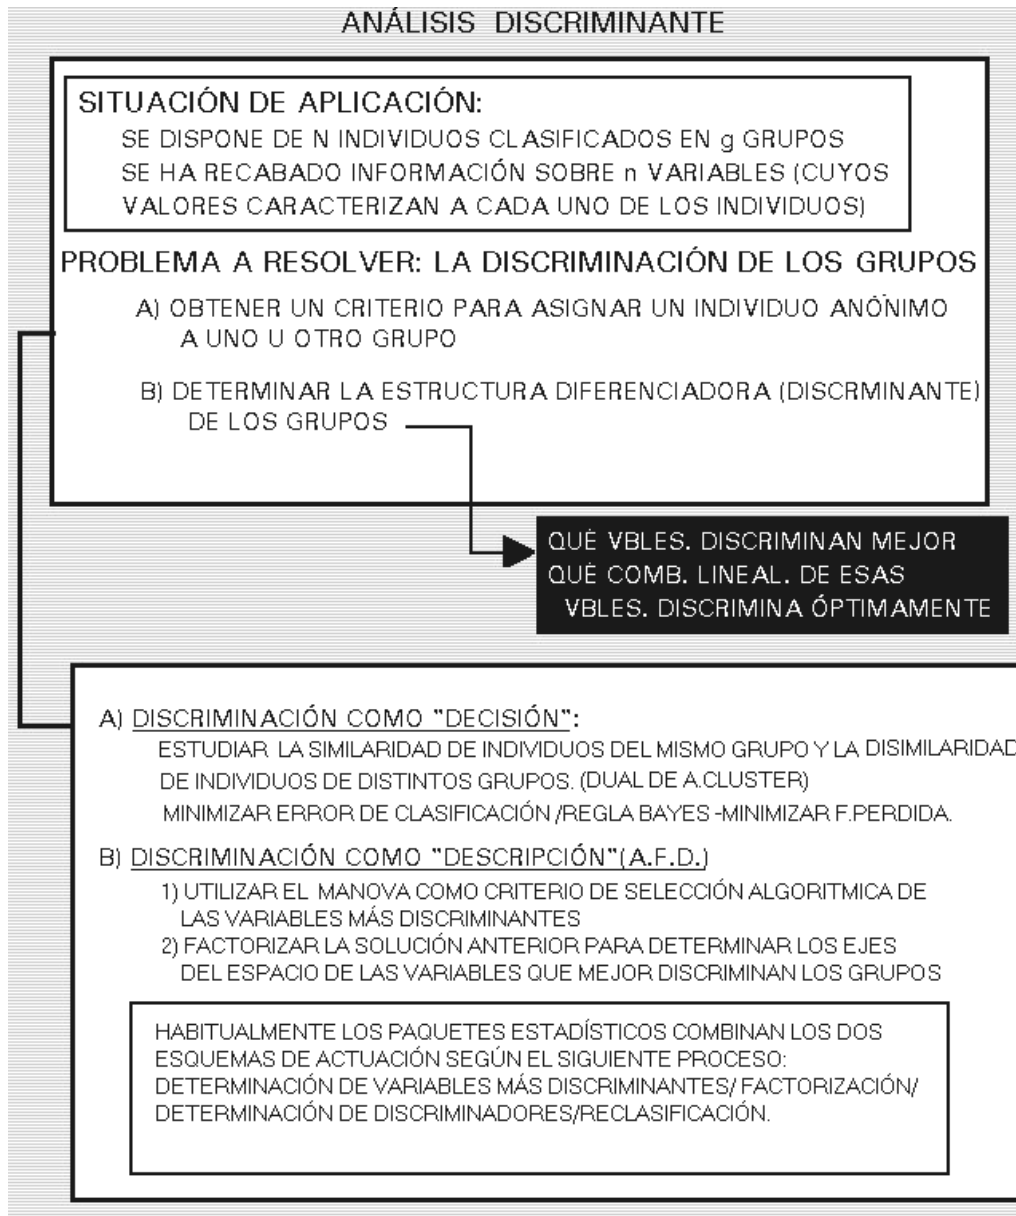 ANÁLISIS DISCRIMINANTE
SITUACIÓN DE APLICACIÓN:
SE DISPONE DE N INDIVIDUOS CLASIFICADOS EN g GRUPOS
SE HA RECABADO INFORMACIÓN SOBRE n VARIABLES (CUYOS
VALORES CARACTERIZAN A CADA UNO DE LOS INDIVIDUOS)
PROBLEMA A RESOLVER: LA DISCRIMINACIÓN DE LOS GRUPOS
A) OBTENER UN CRITERIO PARA ASIGNAR UN INDIVIDUO ANÓNIMO
A UNO U OTRO GRUPO
B) DETERMINAR LA ESTRUCTURA DIFERENCIADORA (DISCRMINANTE)
DE LOS GRUPOS
QUÉ VBLES. DISCRIMINAN MEJOR
QUÉ COMB. LINEAL. DE ESAS
VBLES. DISCRIMINA ÓPTIMAMENTE
A) DISCRIMINACIÓN COMO "DECISIÓN":
ESTUDIAR LA SIMILARIDAD DE INDIVIDUOS DEL MISMO GRUPO Y LA DISIMILARIDAD
DE INDIVIDUOS DE DISTINTOS GRUPOS. (DUAL DE A.CLUSTER)
MINIMIZAR ERROR DE CLASIFICACIÓN /REGLA BAYES -MINIMIZAR F.PERDIDA.
B) DISCRIMINACIÓN COMO "DESCRIPCIÓN"(A.F.D.)
1) UTILIZAR EL MANOVA COMO CRITERIO DE SELECCIÓN ALGORITMICA DE
LAS VARIABLES MÁS DISCRIMINANTES
2) FACTORIZAR LA SOLUCIÓN ANTERIOR PARA DETERMINAR LOS EJES
DEL ESPACIO DE LAS VARIABLES QUE MEJOR DISCRIMINAN LOS GRUPOS
HABITUALMENTE LOS PAQUETES ESTADÍSTICOS COMBINAN LOS DOS
ESQUEMAS DE ACTUACIÓN SEGÚN EL SIGUIENTE PROCESO:
DETERMINACIÓN DE VARIABLES MÁS DISCRIMINANTES/ FACTORIZACIÓN/
DETERMINACIÓN DE DISCRIMINADORES/RECLASIFICACIÓN.